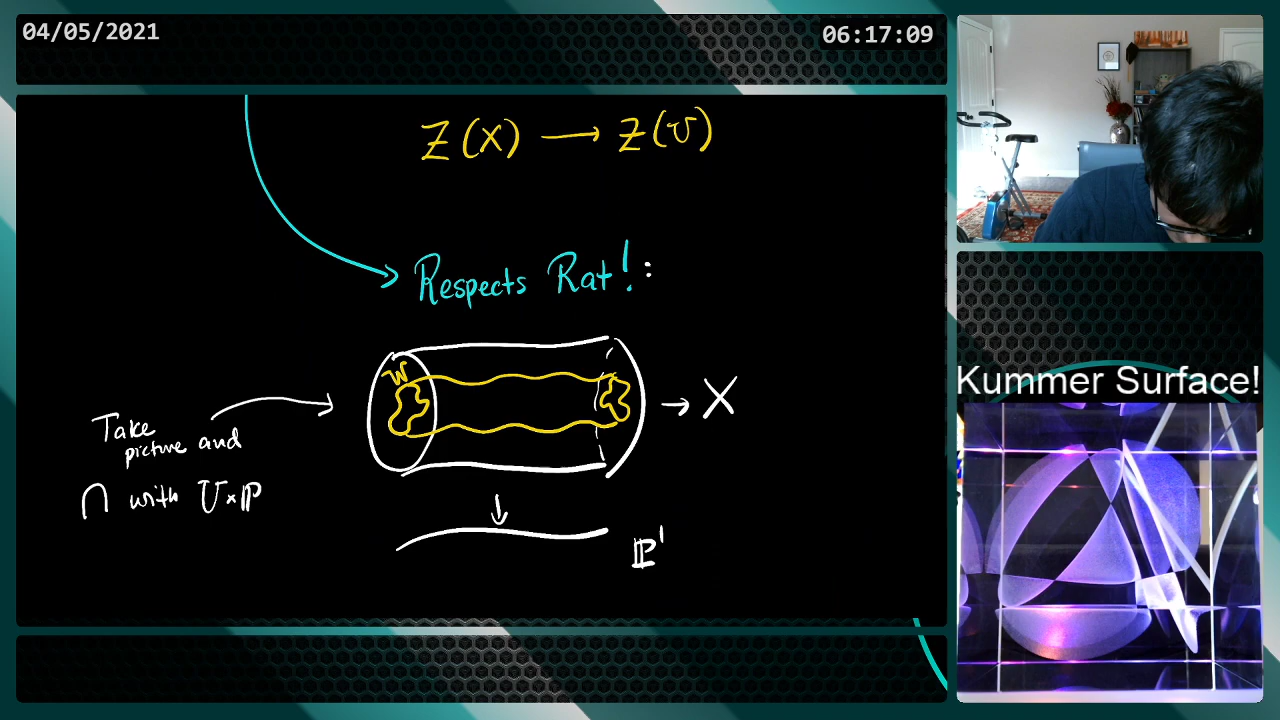 04/05/2021
06:17:09
Z(X) → Z(U)
Respects Rat!:
W
→ X
Take
picture and
∩ with U×P
ℙ¹
Kummer Surface!